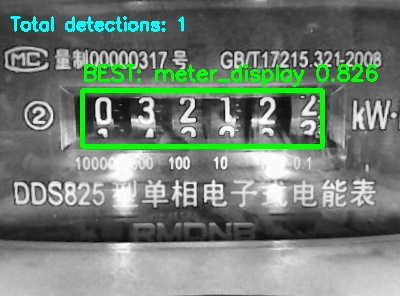 Total detections: 1
MC 量制00000317号 GB/T17215.321-2008
BEST: meter_display 0.826
② 0 3 2 1 2 2 kW·
10000 100 10 0.1
DDS825型单相电子式电能表
RMDNB